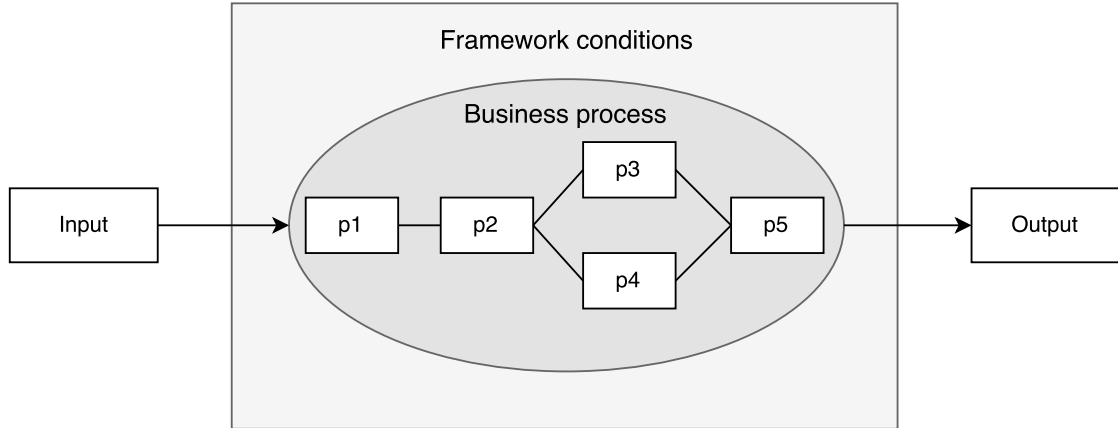 Framework conditions
Business process
Input
p1
p2
p3
p4
p5
Output